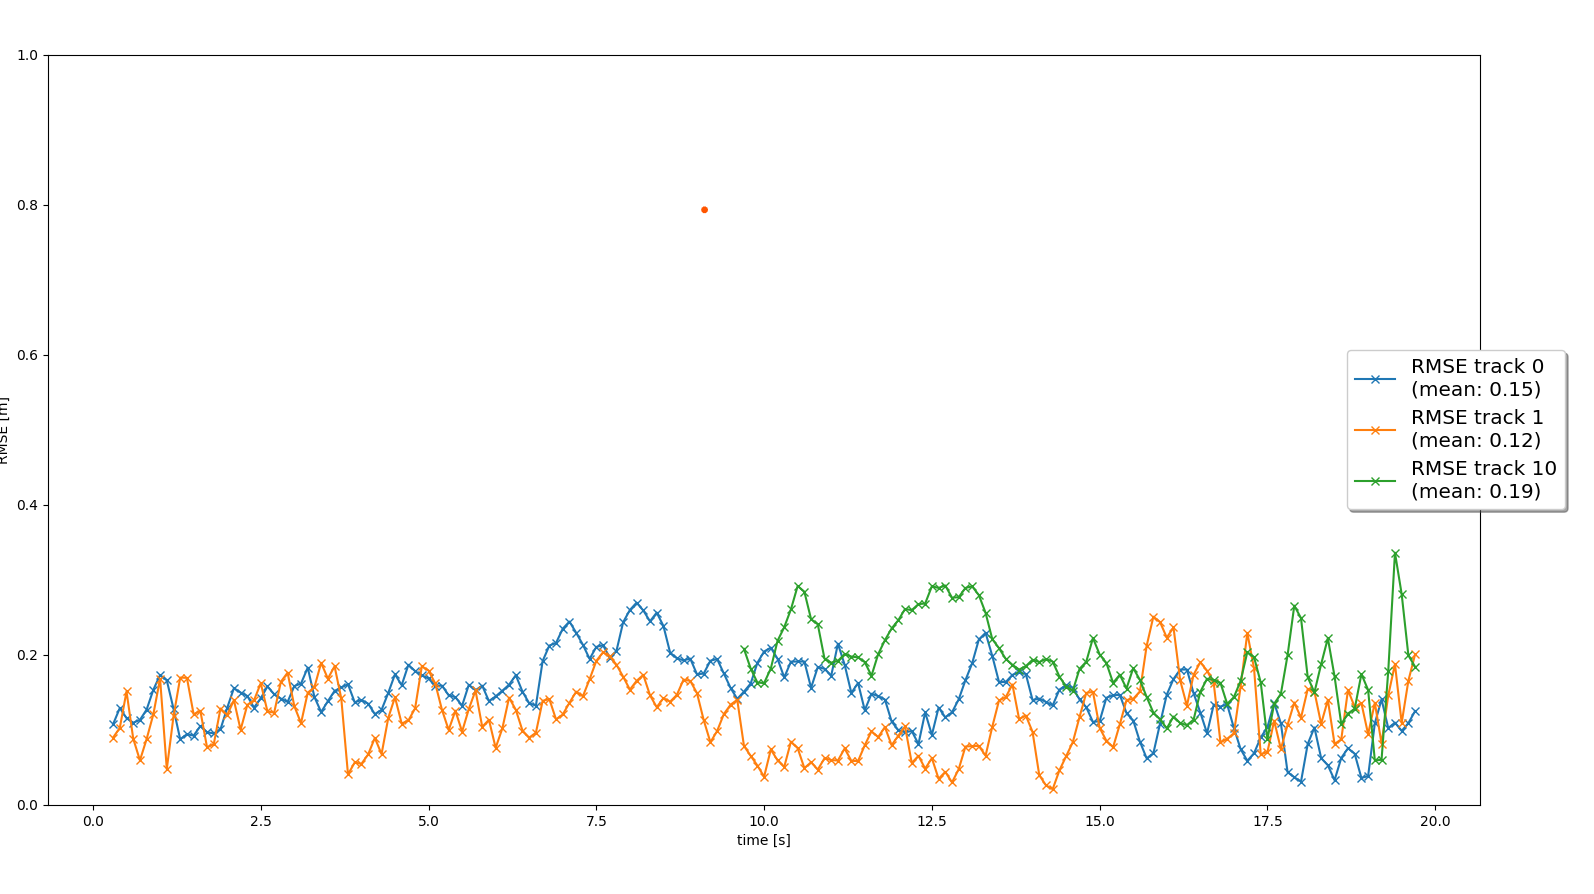 1.0
0.8
0.6
0.4
0.2
0.0
RMSE [m]
0.0 2.5 5.0 7.5 10.0 12.5 15.0 17.5 20.0
time [s]
RMSE track 0
(mean: 0.15)
RMSE track 1
(mean: 0.12)
RMSE track 10
(mean: 0.19)